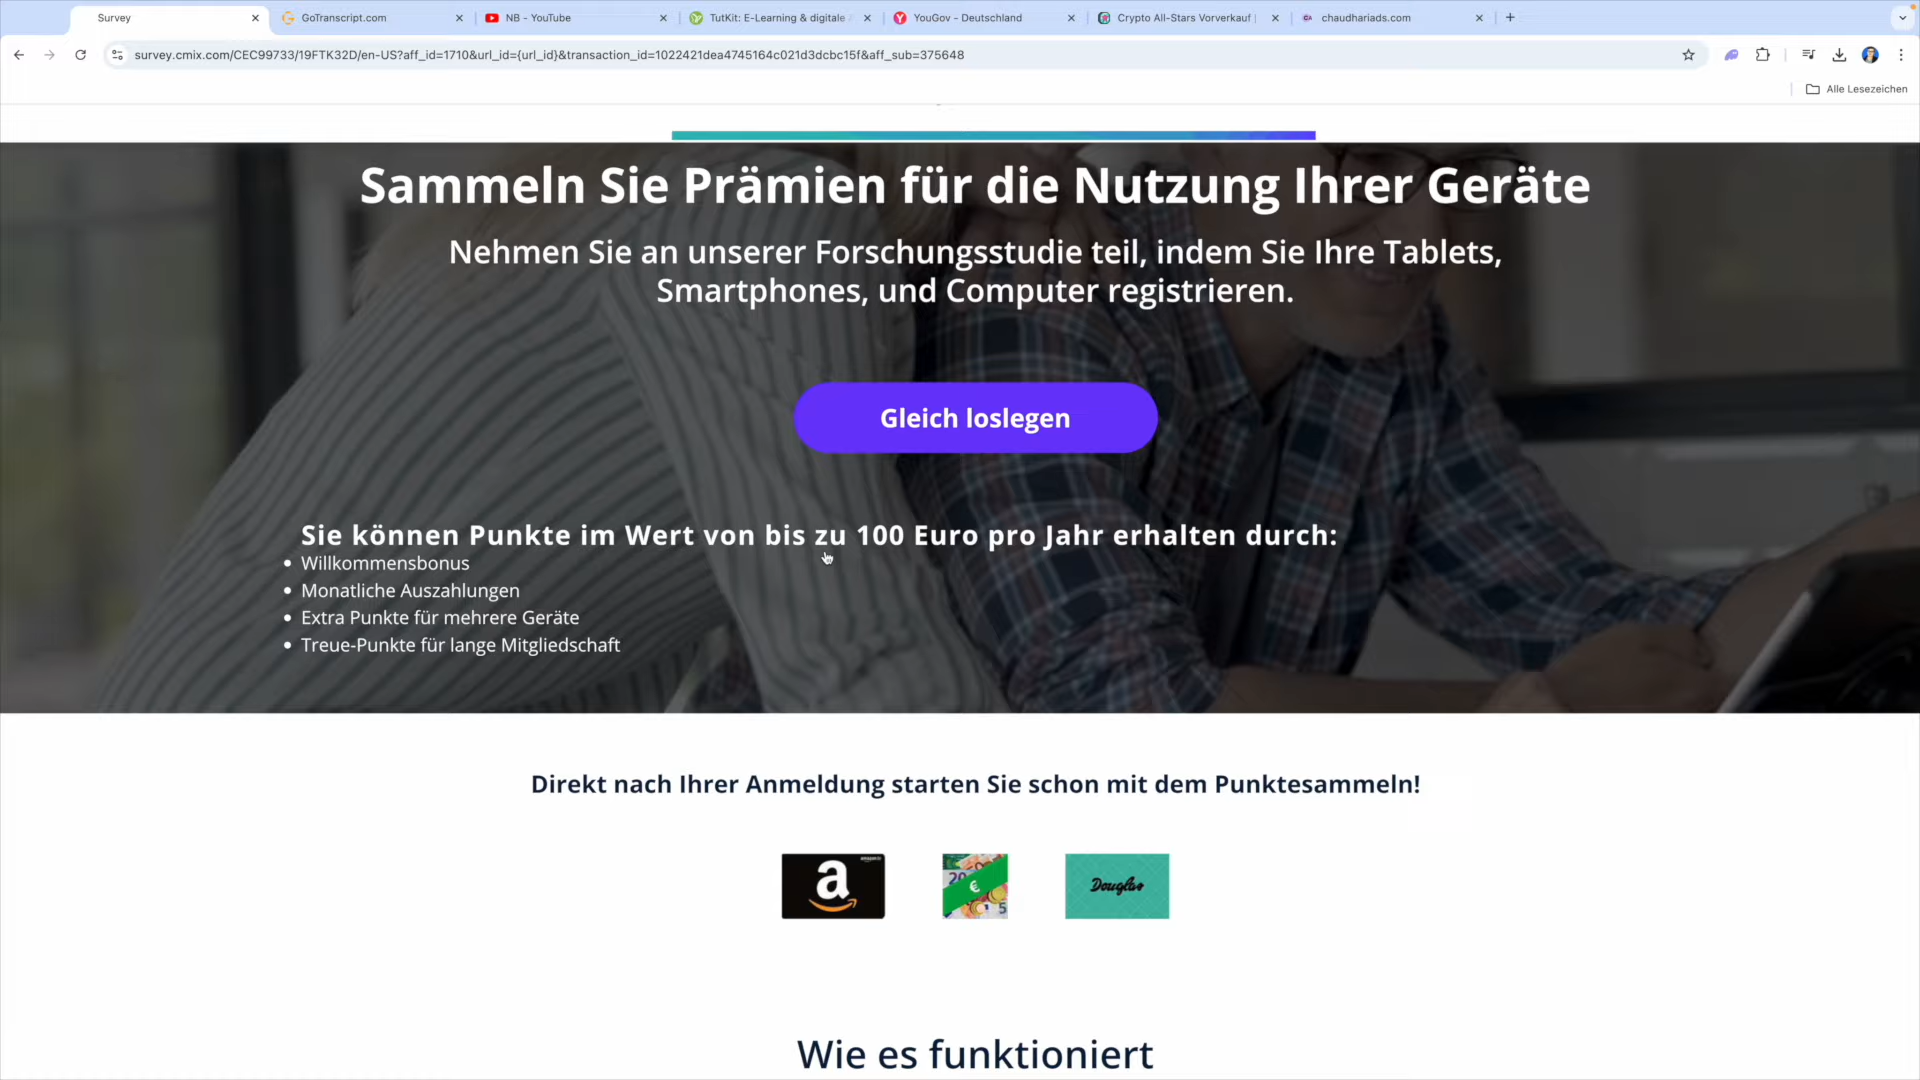 Survey
GoTranscript.com
NB - YouTube
TutKit: E-Learning & digitale
YouGov - Deutschland
Crypto All-Stars Vorverkauf |
chaudhariads.com
survey.cmix.com/CEC99733/19FTK32D/en-US?aff_id=1710&url_id={url_id}&transaction_id=1022421dea4745164c021d3dcbc15f&aff_sub=375648
Alle Lesezeichen
Sammeln Sie Prämien für die Nutzung Ihrer Geräte
Nehmen Sie an unserer Forschungsstudie teil, indem Sie Ihre Tablets,
Smartphones, und Computer registrieren.
Gleich loslegen
Sie können Punkte im Wert von bis zu 100 Euro pro Jahr erhalten durch:
Willkommensbonus
Monatliche Auszahlungen
Extra Punkte für mehrere Geräte
Treue-Punkte für lange Mitgliedschaft
Direkt nach Ihrer Anmeldung starten Sie schon mit dem Punktesammeln!
a
€
Douglas
Wie es funktioniert